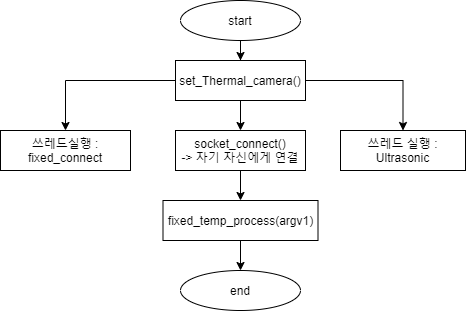 start
set_Thermal_camera()
쓰레드실행 :
fixed_connect
socket_connect()
-> 자기 자신에게 연결
쓰레드 실행 :
Ultrasonic
fixed_temp_process(argv1)
end